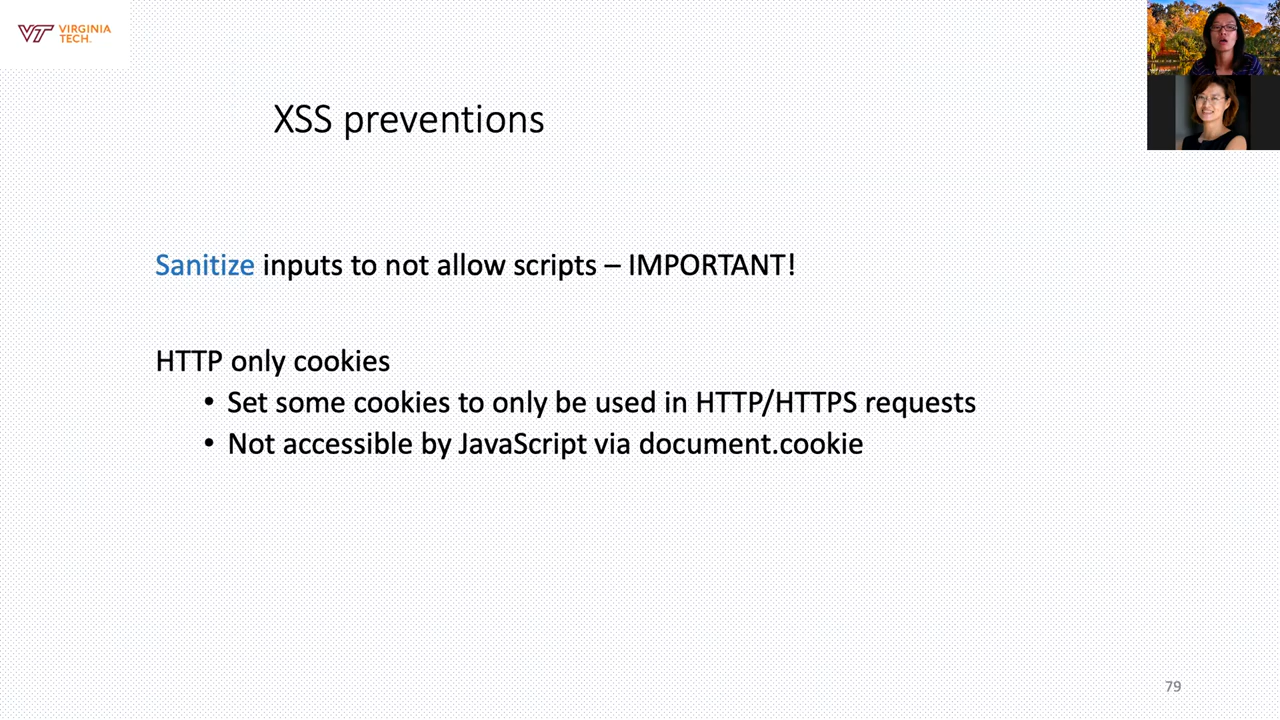 VT VIRGINIA
TECH.
XSS preventions
Sanitize inputs to not allow scripts – IMPORTANT!
HTTP only cookies
• Set some cookies to only be used in HTTP/HTTPS requests
• Not accessible by JavaScript via document.cookie
79